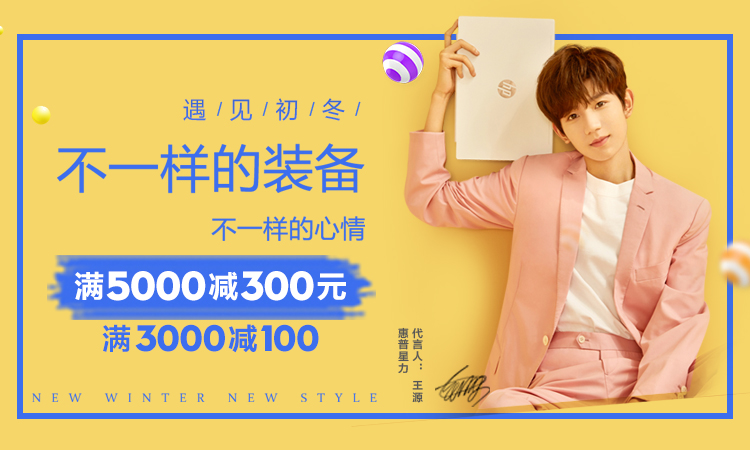 遇/见/初/冬/
不一样的装备
不一样的心情
满5000减300元
满3000减100
NEW WINTER NEW STYLE
代言人：王源
惠普星力
hp